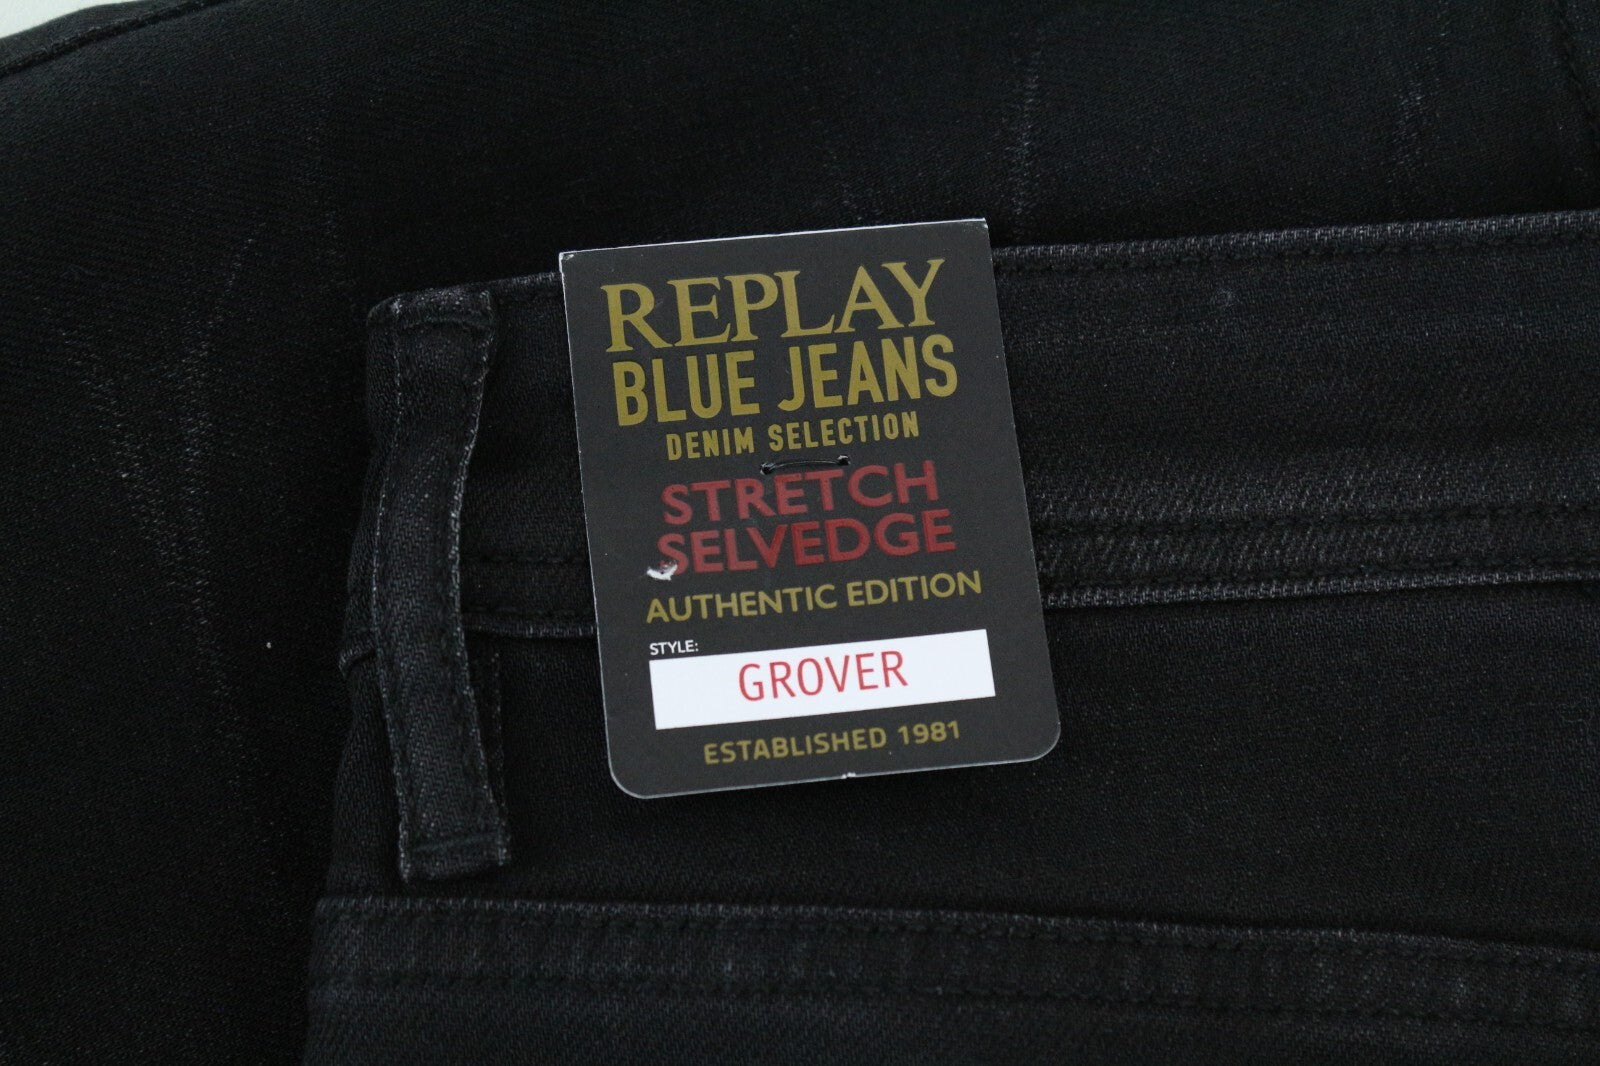 REPLAY
BLUE JEANS
DENIM SELECTION
STRETCH
SELVEDGE
AUTHENTIC EDITION
STYLE:
GROVER
ESTABLISHED 1981